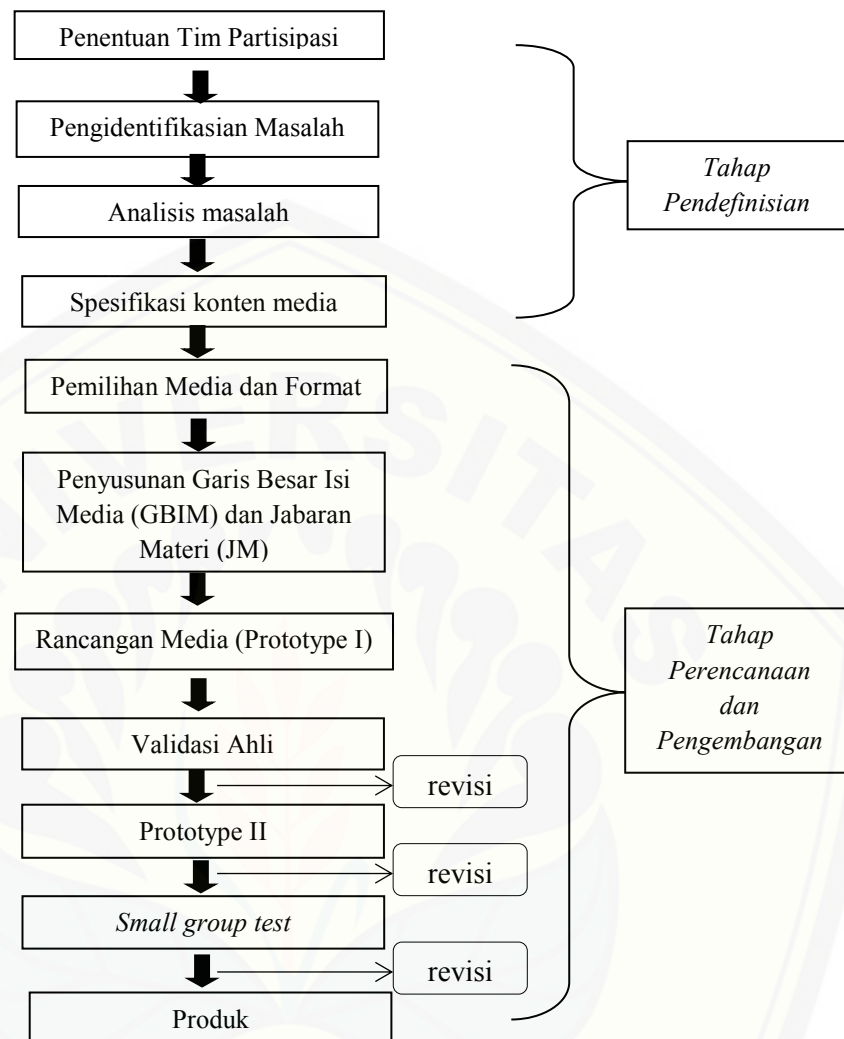 Penentuan Tim Partisipasi
Pengidentifikasian Masalah
Analisis masalah
Spesifikasi konten media
Tahap
Pendefinisian
Pemilihan Media dan Format
Penyusunan Garis Besar Isi
Media (GBIM) dan Jabaran
Materi (JM)
Rancangan Media (Prototype I)
Validasi Ahli
revisi
Prototype II
revisi
Small group test
revisi
Produk
Tahap
Perencanaan
dan
Pengembangan
UNIVERSITAS